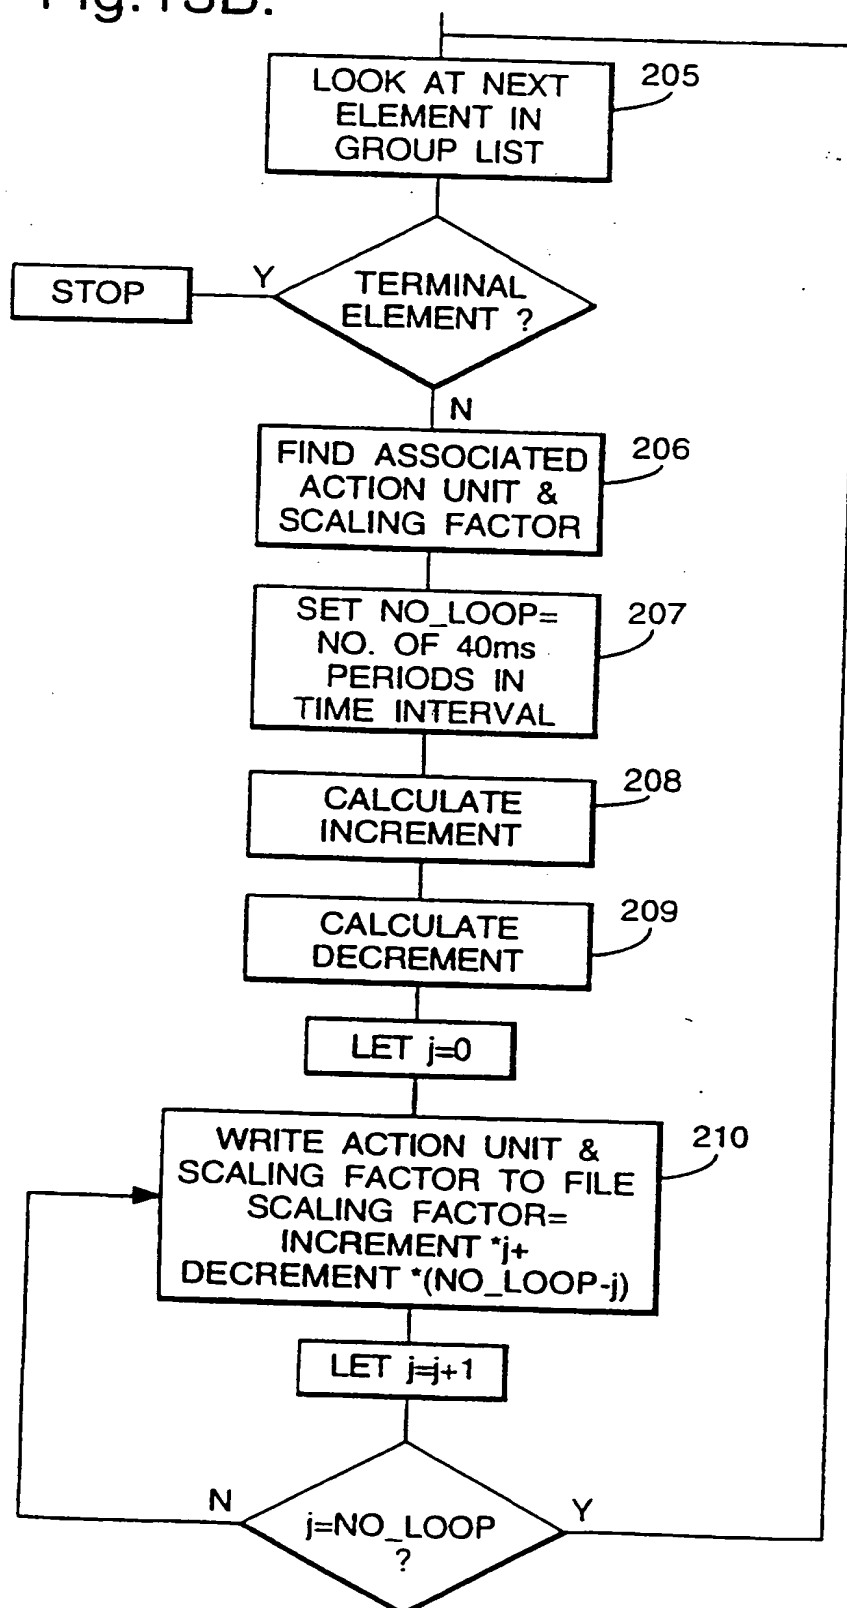 Fig.13B.
LOOK AT NEXT
ELEMENT IN
GROUP LIST
205
TERMINAL
ELEMENT ?
Y
STOP
N
FIND ASSOCIATED
ACTION UNIT &
SCALING FACTOR
206
SET NO_LOOP=
NO. OF 40ms
PERIODS IN
TIME INTERVAL
207
CALCULATE
INCREMENT
208
CALCULATE
DECREMENT
209
LET j=0
WRITE ACTION UNIT &
SCALING FACTOR TO FILE
SCALING FACTOR=
INCREMENT *j+
DECREMENT *(NO_LOOP-j)
210
LET j=j+1
N
j=NO_LOOP
?
Y